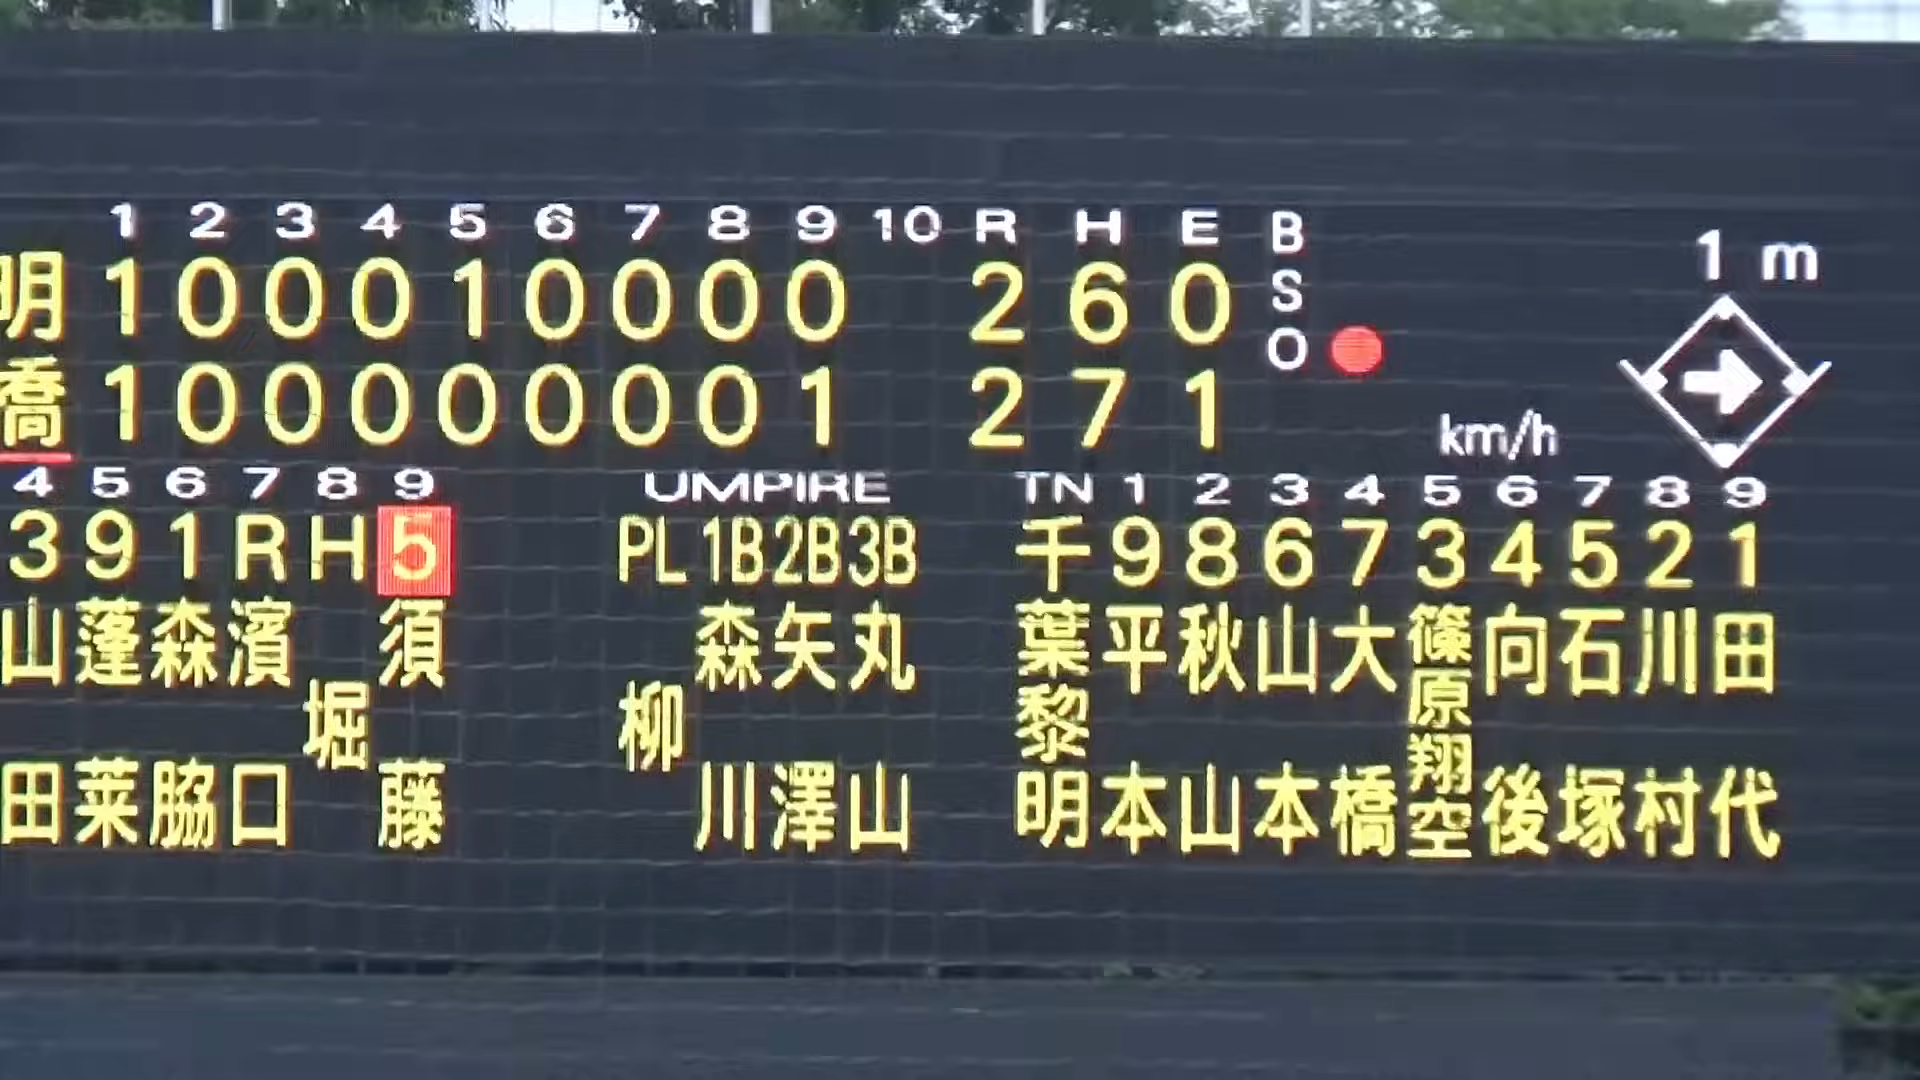 1 2 3 4 5 6 7 8 9 10 R H E B
1 m
明 1 0 0 0 1 0 0 0 0 2 6 0 S
O
橋 1 0 0 0 0 0 0 0 1 2 7 1
km/h
4 5 6 7 8 9 UMPIRE TN 1 2 3 4 5 6 7 8 9
3 9 1 R H 5 PL 1B 2B 3B 千 9 8 6 7 3 4 5 2 1
山田
蓬莱
森脇
濱口
堀
須藤
柳
森川
矢澤
丸山
葉黎明
平本
秋山
山本
大橋
篠原翔空
向後
石塚
川村
田代